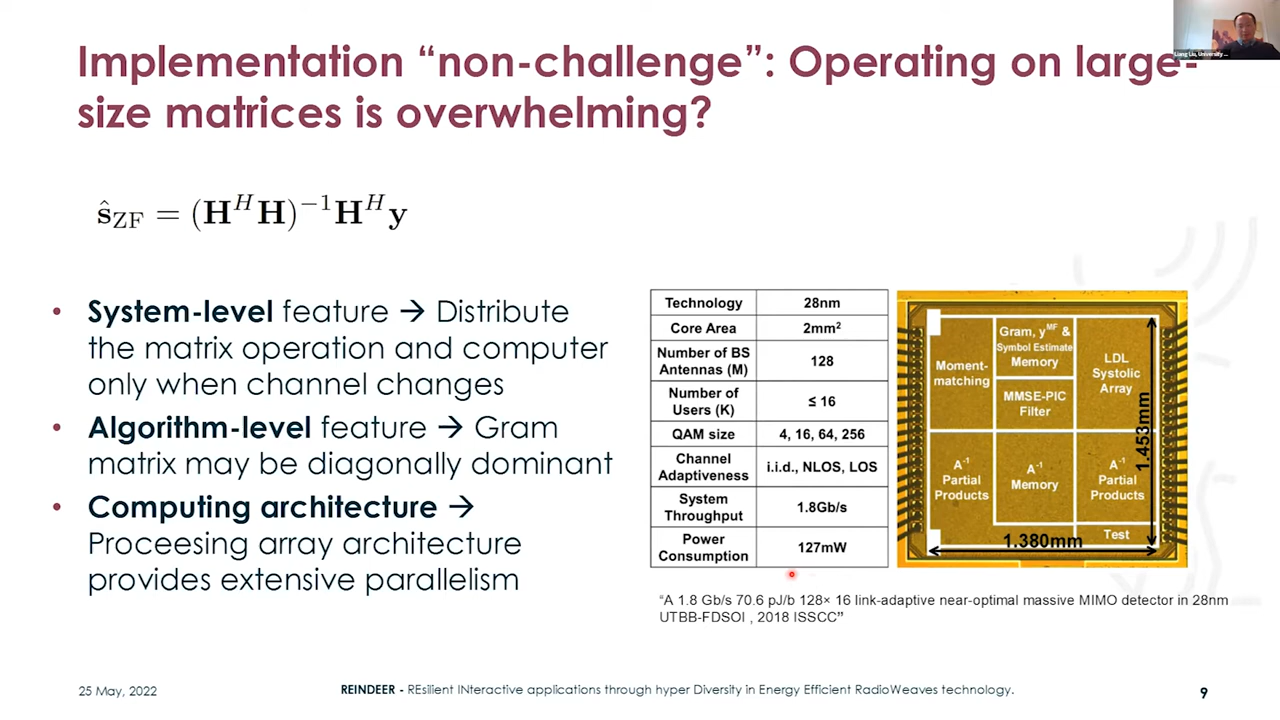 Liang Liu, University ...
Implementation “non-challenge”: Operating on large-
size matrices is overwhelming?
ŝ_ZF = (H^H H)^−1 H^H y
• System-level feature → Distribute
the matrix operation and computer
only when channel changes
• Algorithm-level feature → Gram
matrix may be diagonally dominant
• Computing architecture →
Proceesing array architecture
provides extensive parallelism
Technology 28nm
Core Area 2mm²
Number of BS
Antennas (M) 128
Number of
Users (K) ≤ 16
QAM size 4, 16, 64, 256
Channel
Adaptiveness i.i.d., NLOS, LOS
System
Throughput 1.8Gb/s
Power
Consumption 127mW
Moment-
matching
Gram, y^MF &
Symbol Estimate
Memory
LDL
Systolic
Array
MMSE-PIC
Filter
A⁻¹
Partial
Products
A⁻¹
Memory
A⁻¹
Partial
Products
Test
1.453mm
1.380mm
“A 1.8 Gb/s 70.6 pJ/b 128× 16 link-adaptive near-optimal massive MIMO detector in 28nm
UTBB-FDSOI , 2018 ISSCC”
25 May, 2022
REINDEER - REsilient INteractive applications through hyper Diversity in Energy Efficient RadioWeaves technology.
9